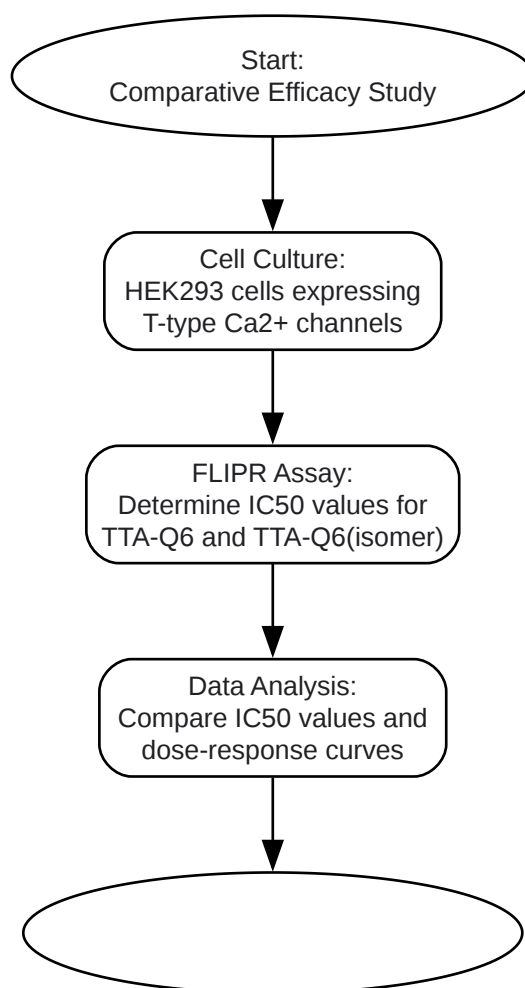 Start:
Comparative Efficacy Study
Cell Culture:
HEK293 cells expressing
T-type Ca2+ channels
FLIPR Assay:
Determine IC50 values for
TTA-Q6 and TTA-Q6(isomer)
Data Analysis:
Compare IC50 values and
dose-response curves